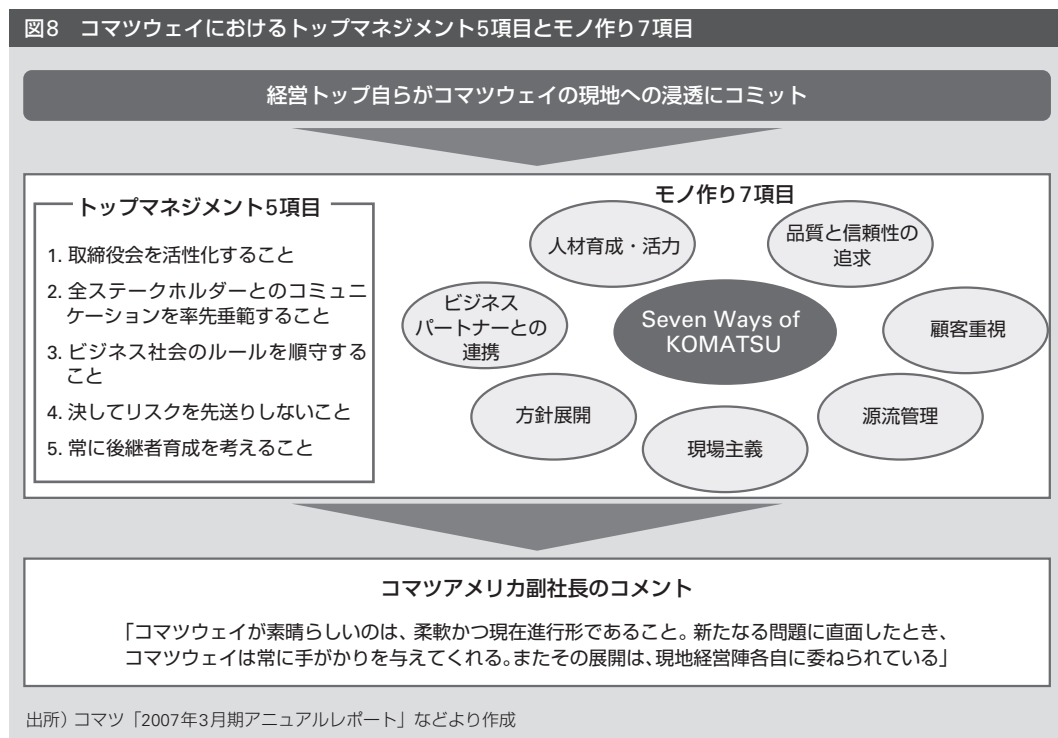 図8 コマツウェイにおけるトップマネジメント5項目とモノ作り7項目
経営トップ自らがコマツウェイの現地への浸透にコミット
トップマネジメント5項目
1. 取締役会を活性化すること
2. 全ステークホルダーとのコミュニ
ケーションを率先垂範すること
3. ビジネス社会のルールを順守する
こと
4. 決してリスクを先送りしないこと
5. 常に後継者育成を考えること
モノ作り7項目
人材育成・活力
品質と信頼性の
追求
ビジネス
パートナーとの
連携
Seven Ways of
KOMATSU
顧客重視
方針展開
源流管理
現場主義
コマツアメリカ副社長のコメント
「コマツウェイが素晴らしいのは、柔軟かつ現在進行形であること。新たなる問題に直面したとき、
コマツウェイは常に手がかりを与えてくれる。またその展開は、現地経営陣各自に委ねられている」
出所）コマツ「2007年3月期アニュアルレポート」などより作成